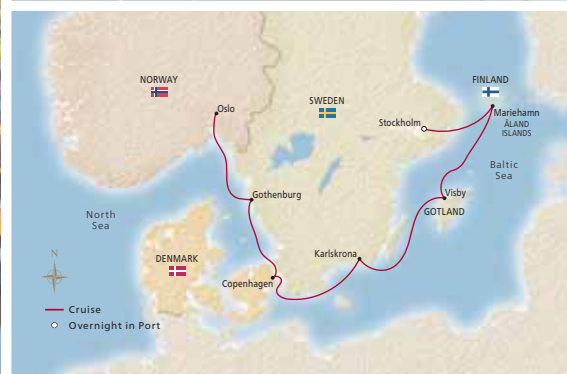 NORWAY
FINLAND
SWEDEN
Oslo
Stockholm
Mariehamn
ÅLAND
ISLANDS
Baltic
Sea
Gothenburg
Visby
GOTLAND
North
Sea
N
DENMARK
Karlskrona
Copenhagen
Cruise
Overnight in Port